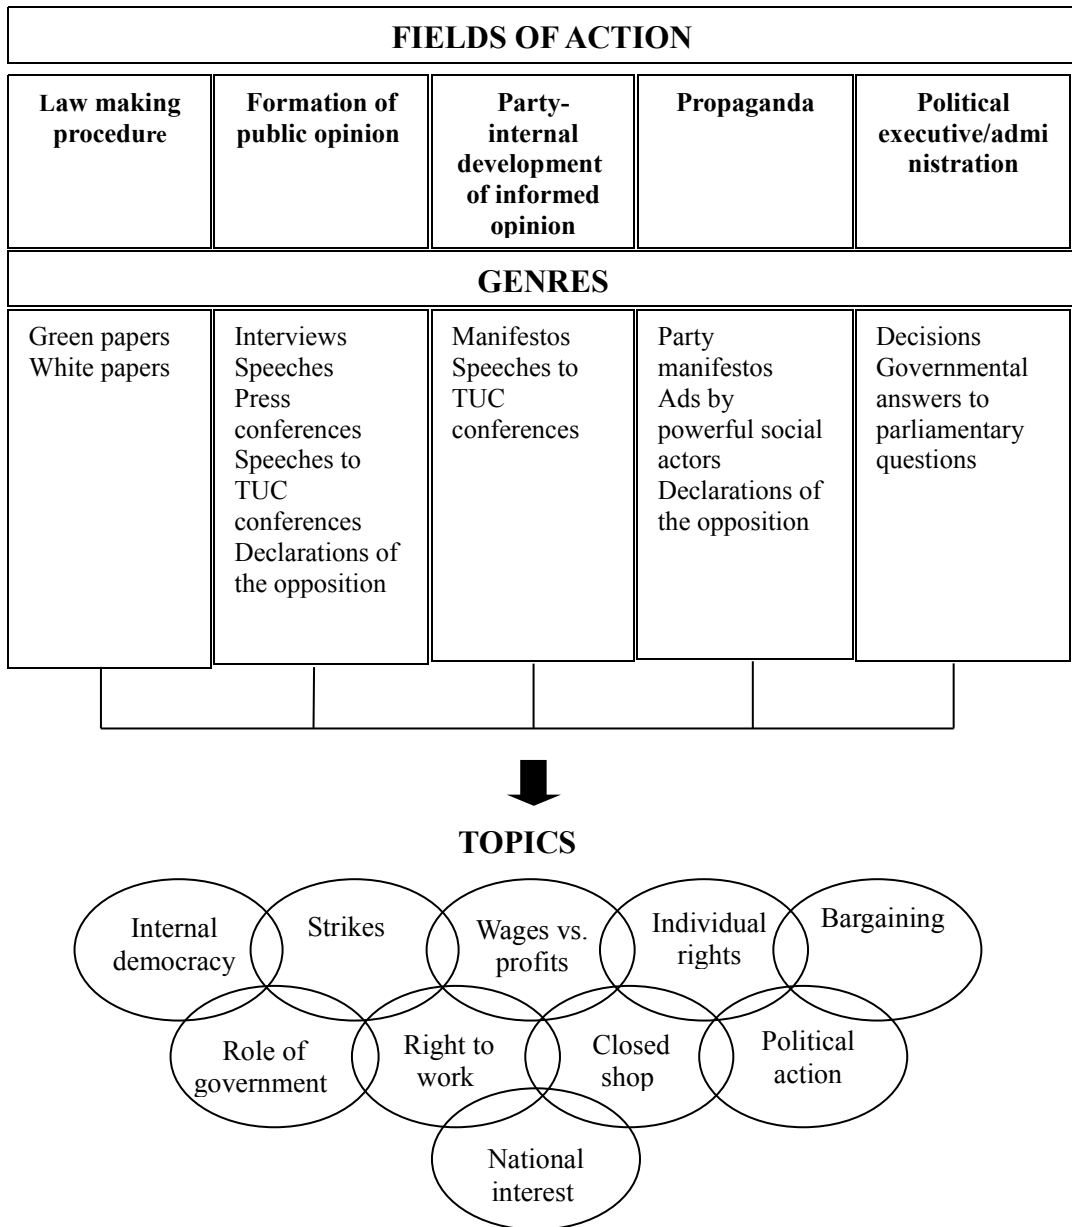 FIELDS OF ACTION
Law making
procedure
Formation of
public opinion
Party-
internal
development
of informed
opinion
Propaganda
Political
executive/admi
nistration
GENRES
Green papers
White papers
Interviews
Speeches
Press
conferences
Speeches to
TUC
conferences
Declarations of
the opposition
Manifestos
Speeches to
TUC
conferences
Party
manifestos
Ads by
powerful social
actors
Declarations of
the opposition
Decisions
Governmental
answers to
parliamentary
questions
TOPICS
Internal
democracy
Strikes
Wages vs.
profits
Individual
rights
Bargaining
Role of
government
Right to
work
Closed
shop
Political
action
National
interest